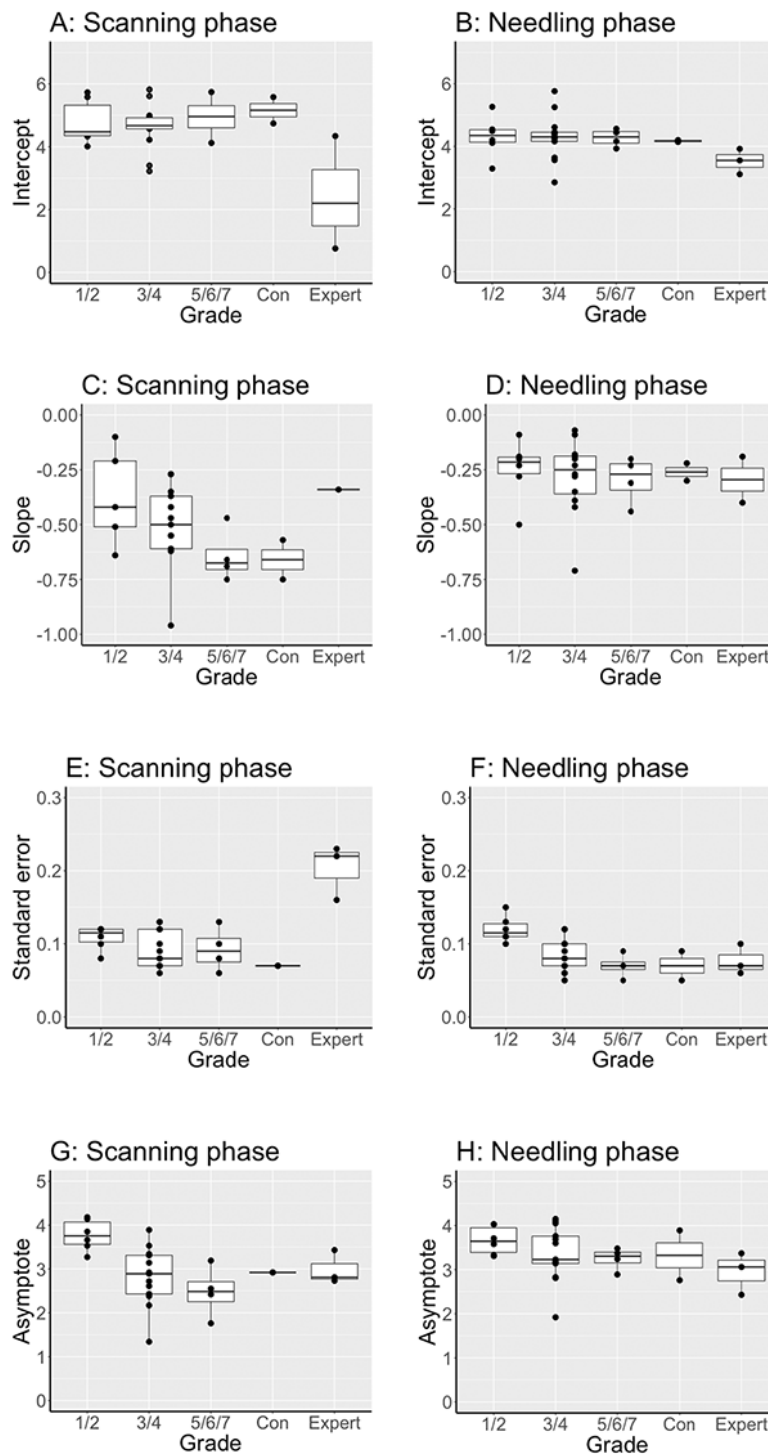 A: Scanning phase
6
4
2
0
Intercept
1/2 3/4 5/6/7 Con Expert
Grade
B: Needling phase
6
4
2
0
Intercept
1/2 3/4 5/6/7 Con Expert
Grade
C: Scanning phase
0.00
-0.25
-0.50
-0.75
-1.00
Slope
1/2 3/4 5/6/7 Con Expert
Grade
D: Needling phase
0.00
-0.25
-0.50
-0.75
-1.00
Slope
1/2 3/4 5/6/7 Con Expert
Grade
E: Scanning phase
0.3
0.2
0.1
0.0
Standard error
1/2 3/4 5/6/7 Con Expert
Grade
F: Needling phase
0.3
0.2
0.1
0.0
Standard error
1/2 3/4 5/6/7 Con Expert
Grade
G: Scanning phase
5
4
3
2
1
0
Asymptote
1/2 3/4 5/6/7 Con Expert
Grade
H: Needling phase
5
4
3
2
1
0
Asymptote
1/2 3/4 5/6/7 Con Expert
Grade